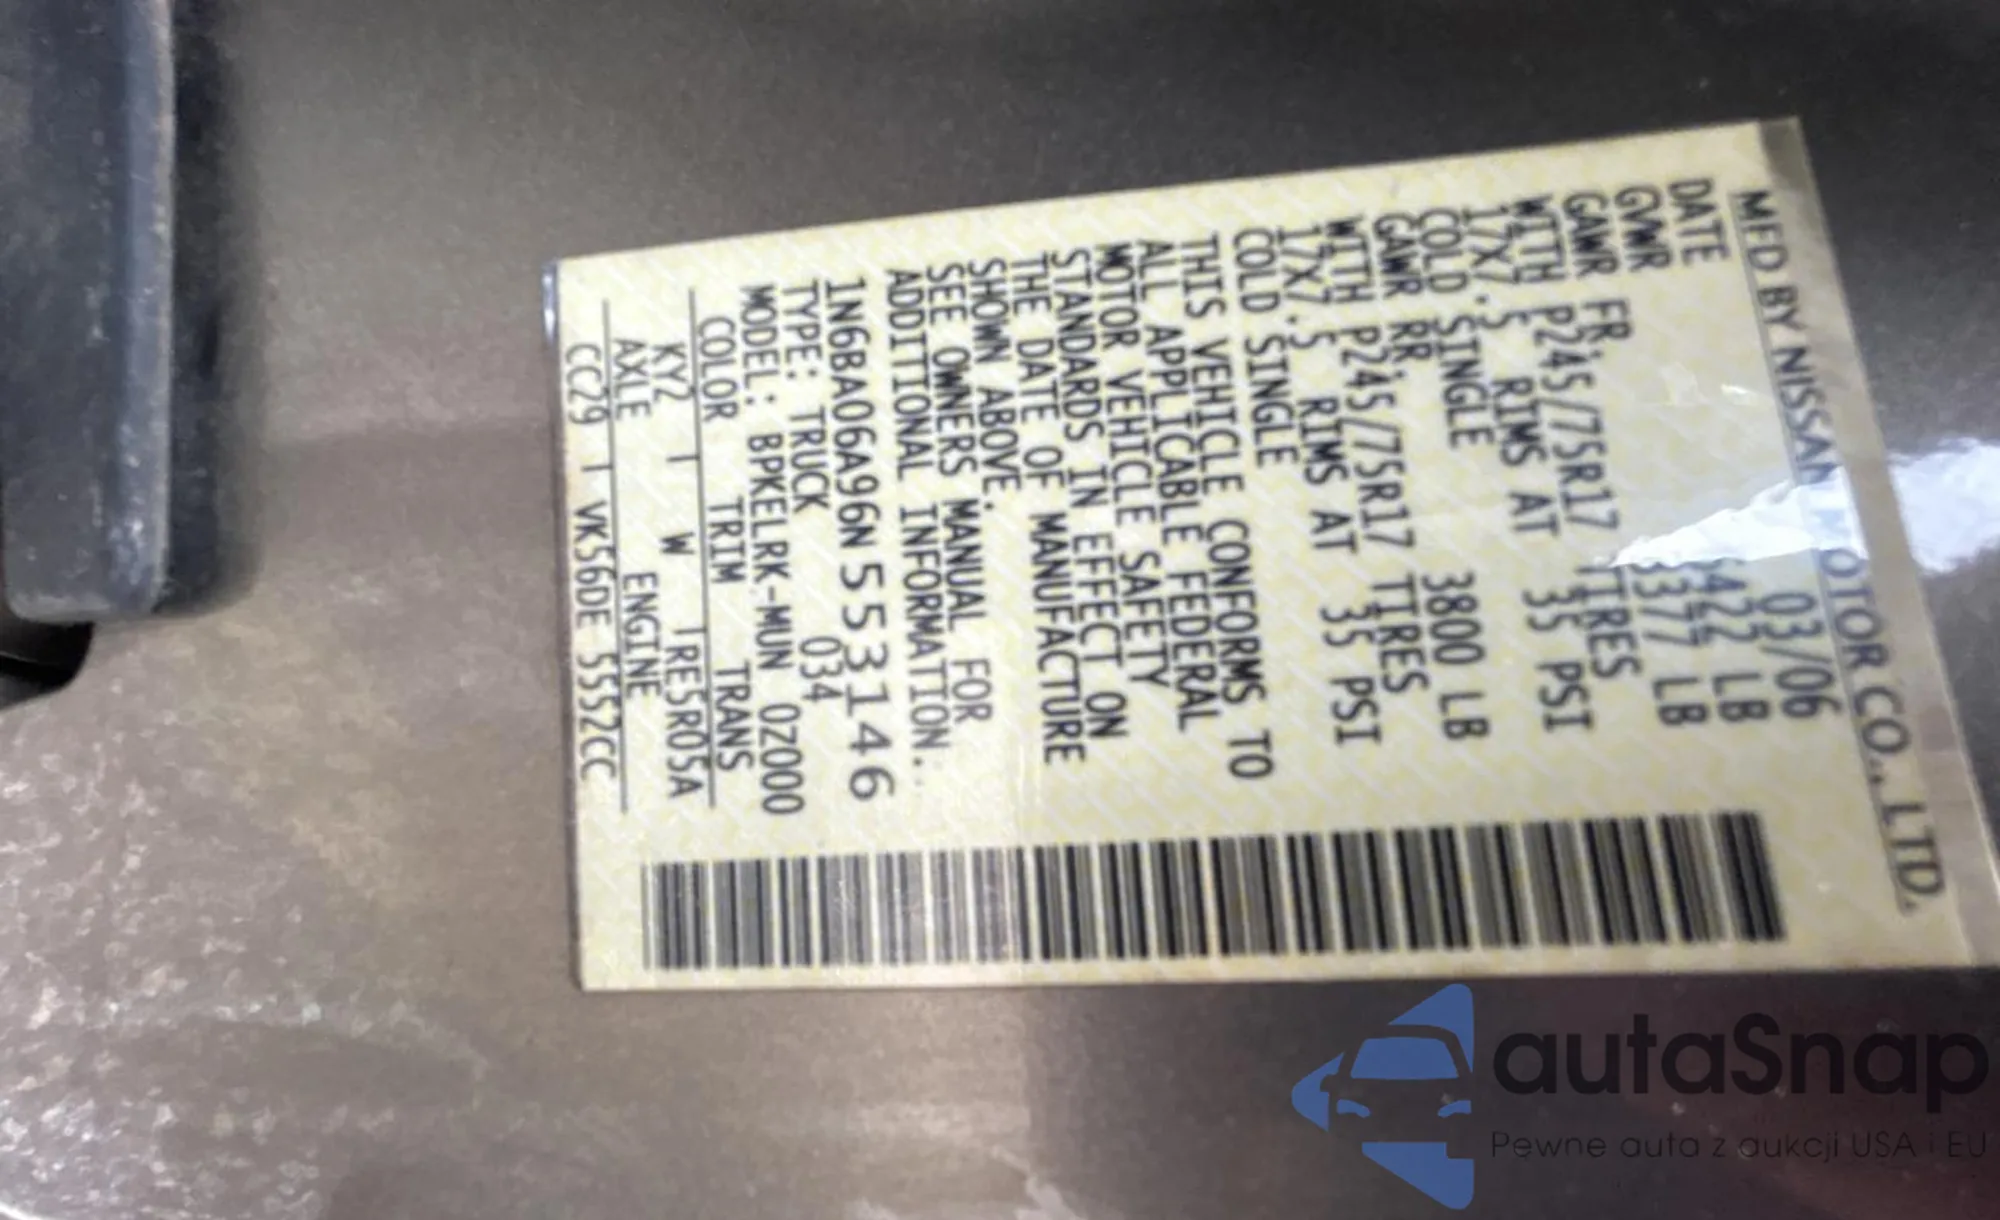 MFD BY NISSAN MOTOR CO., LTD.
DATE 03/06
GVWR LB
GAWR FR. LB
WITH P245/75R17 TIRES
17X7.5 RIMS AT 35 PSI
COLD SINGLE
GAWR RR. 3800 LB
WITH P245/75R17 TIRES
17X7.5 RIMS AT 35 PSI
COLD SINGLE
THIS VEHICLE CONFORMS TO
ALL APPLICABLE FEDERAL
MOTOR VEHICLE SAFETY
STANDARDS IN EFFECT ON
THE DATE OF MANUFACTURE
SHOWN ABOVE.
SEE OWNERS MANUAL FOR
ADDITIONAL INFORMATION.
1N6BA06A96N553146
TYPE: TRUCK 034
MODEL: BPKELRK-MUN 0Z000
COLOR TRIM TRANS
KY2 | W | RE5R05A
AXLE ENGINE
CC29 | VK56DE 5552CC
autaSnap
Pewne auta z aukcji USA i EU